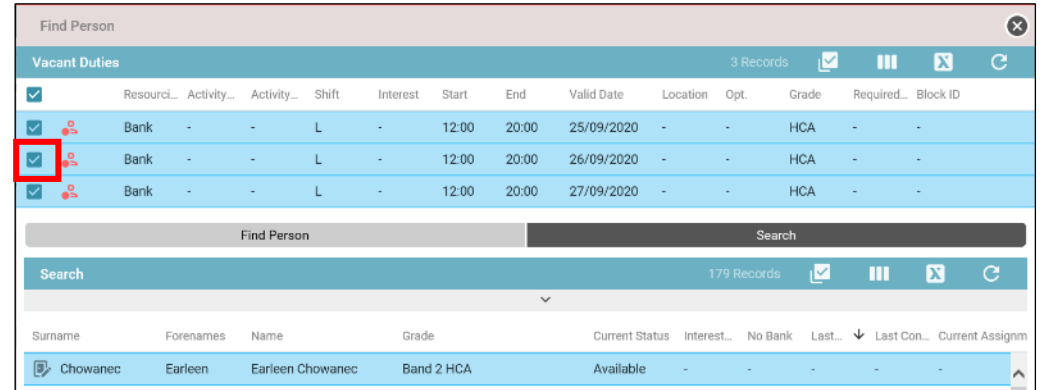 Find Person
Vacant Duties 3 Records
Resourci... Activity... Activity... Shift Interest Start End Valid Date Location Opt. Grade Required... Block ID
Bank - - L - 12:00 20:00 25/09/2020 - - HCA - -
Bank - - L - 12:00 20:00 26/09/2020 - - HCA - -
Bank - - L - 12:00 20:00 27/09/2020 - - HCA - -
Find Person Search
Search 179 Records
Surname Forenames Name Grade Current Status Interest... No Bank Last... Last Con... Current Assignm
Chowanec Earleen Earleen Chowanec Band 2 HCA Available - - - - -